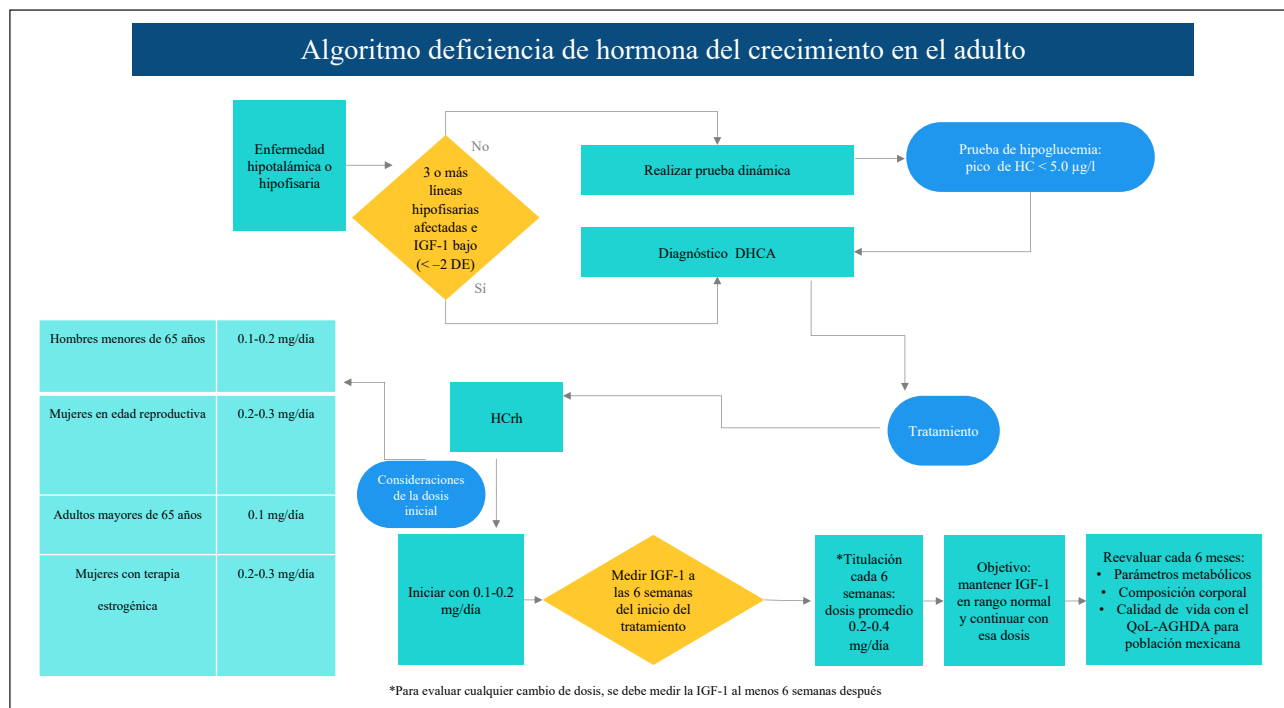 Algoritmo deficiencia de hormona del crecimiento en el adulto
Enfermedad
hipotalámica o
hipofisaria
No
3 o más
líneas
hipofisarias
afectadas e
IGF-1 bajo
(< –2 DE)
Sí
Realizar prueba dinámica
Prueba de hipoglucemia:
pico de HC < 5.0 µg/l
Diagnóstico DHCA
Tratamiento
HCrh
Consideraciones
de la dosis
inicial
Hombres menores de 65 años 0.1-0.2 mg/día
Mujeres en edad reproductiva 0.2-0.3 mg/día
Adultos mayores de 65 años 0.1 mg/día
Mujeres con terapia 0.2-0.3 mg/día
estrogénica
Iniciar con 0.1-0.2
mg/día
Medir IGF-1 a
las 6 semanas
del inicio del
tratamiento
*Titulación
cada 6
semanas:
dosis promedio
0.2-0.4
mg/día
Objetivo:
mantener IGF-1
en rango normal
y continuar con
esa dosis
Reevaluar cada 6 meses:
• Parámetros metabólicos
• Composición corporal
• Calidad de vida con el
QoL-AGHDA para
población mexicana
*Para evaluar cualquier cambio de dosis, se debe medir la IGF-1 al menos 6 semanas después